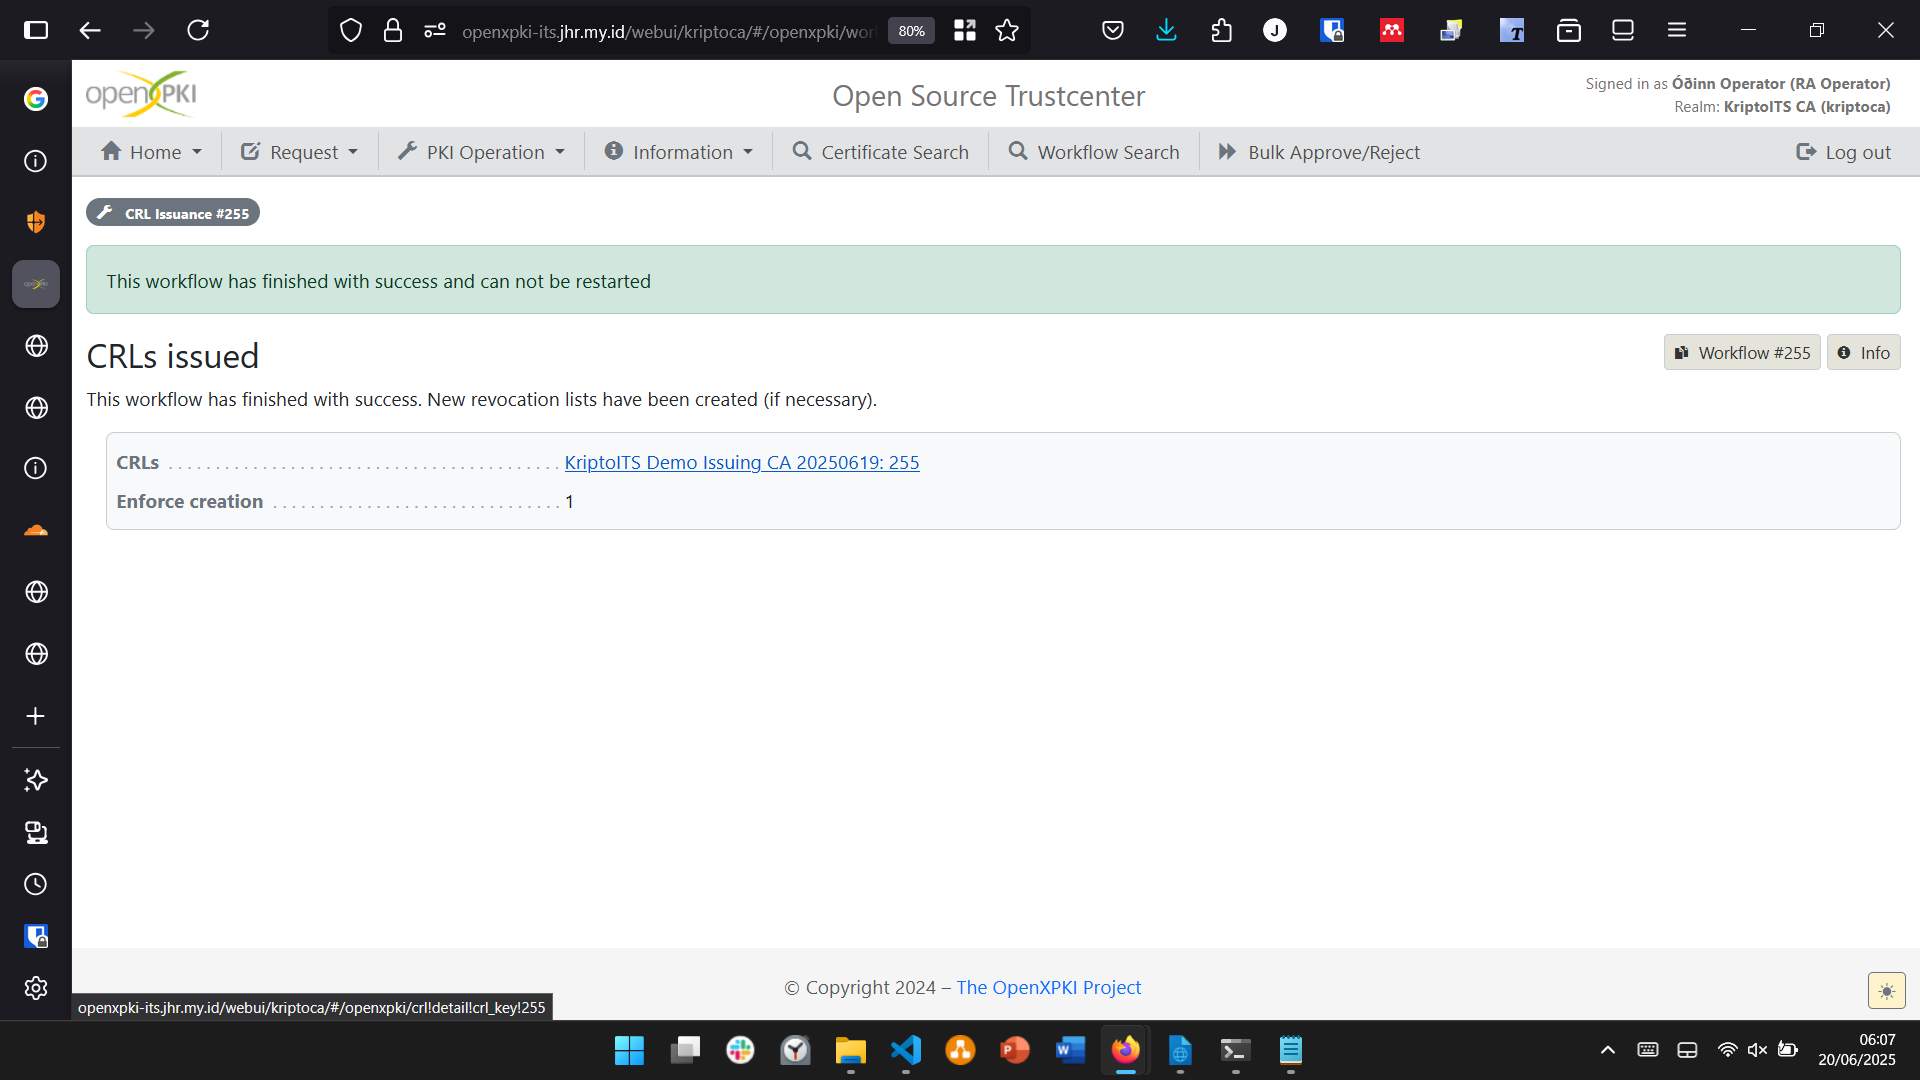 openxpki-its.jhr.my.id/webui/kriptoca/#/openxpki/wor
80%
J
T
openXPKI
Open Source Trustcenter
Signed in as Óðinn Operator (RA Operator)
Realm: KriptoITS CA (kriptoca)
Home
Request
PKI Operation
Information
Certificate Search
Workflow Search
Bulk Approve/Reject
Log out
CRL Issuance #255
This workflow has finished with success and can not be restarted
CRLs issued
Workflow #255
Info
This workflow has finished with success. New revocation lists have been created (if necessary).
CRLs
KriptoITS Demo Issuing CA 20250619: 255
Enforce creation
1
© Copyright 2024 – The OpenXPKI Project
openxpki-its.jhr.my.id/webui/kriptoca/#/openxpki/crl!detail!crl_key!255
06:07
20/06/2025